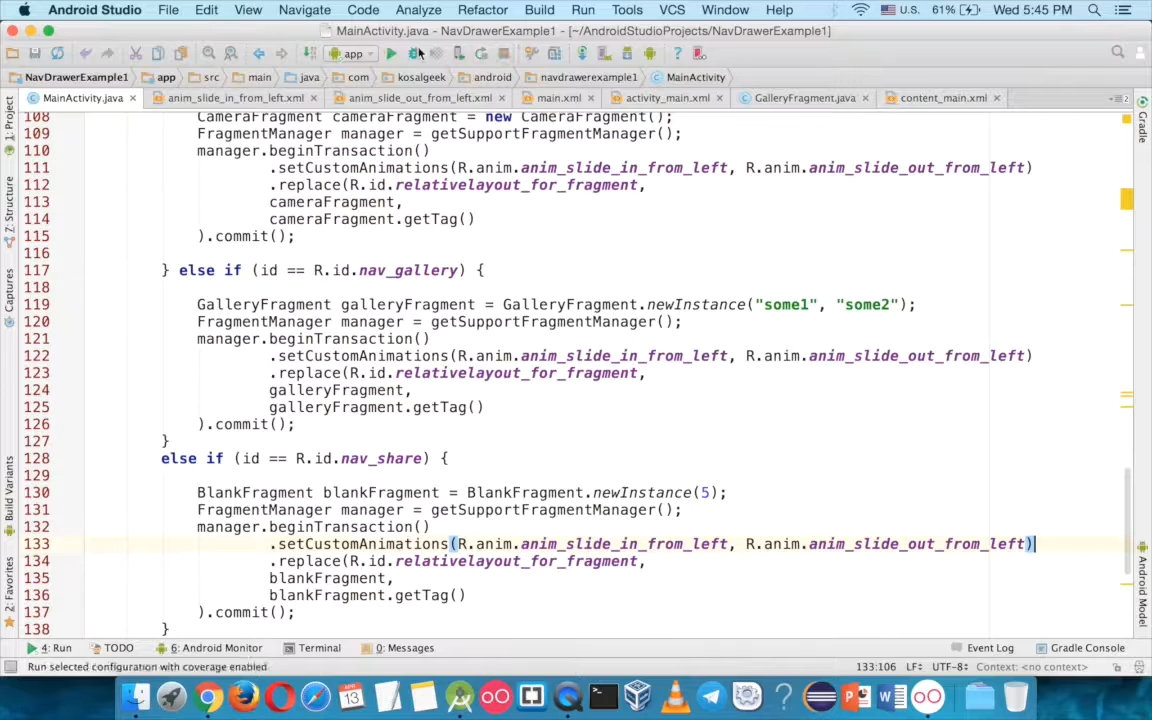 Android Studio File Edit View Navigate Code Analyze Refactor Build Run Tools VCS Window Help U.S. 61% Wed 5:45 PM
MainActivity.java - NavDrawerExample1 - [~/AndroidStudioProjects/NavDrawerExample1]
app
NavDrawerExample1 app src main java com kosalgeek android navdrawerexample1 MainActivity
MainActivity.java anim_slide_in_from_left.xml anim_slide_out_from_left.xml main.xml activity_main.xml GalleryFragment.java content_main.xml
1: Project
Z: Structure
Captures
Build Variants
2: Favorites
108 CameraFragment cameraFragment = new CameraFragment();
109 FragmentManager manager = getSupportFragmentManager();
110 manager.beginTransaction()
111 .setCustomAnimations(R.anim.anim_slide_in_from_left, R.anim.anim_slide_out_from_left)
112 .replace(R.id.relativelayout_for_fragment,
113 cameraFragment,
114 cameraFragment.getTag()
115 ).commit();
116
117 } else if (id == R.id.nav_gallery) {
118
119 GalleryFragment galleryFragment = GalleryFragment.newInstance("some1", "some2");
120 FragmentManager manager = getSupportFragmentManager();
121 manager.beginTransaction()
122 .setCustomAnimations(R.anim.anim_slide_in_from_left, R.anim.anim_slide_out_from_left)
123 .replace(R.id.relativelayout_for_fragment,
124 galleryFragment,
125 galleryFragment.getTag()
126 ).commit();
127 }
128 else if (id == R.id.nav_share) {
129
130 BlankFragment blankFragment = BlankFragment.newInstance(5);
131 FragmentManager manager = getSupportFragmentManager();
132 manager.beginTransaction()
133 .setCustomAnimations(R.anim.anim_slide_in_from_left, R.anim.anim_slide_out_from_left)
134 .replace(R.id.relativelayout_for_fragment,
135 blankFragment,
136 blankFragment.getTag()
137 ).commit();
138 }
Gradle
Android Model
4: Run TODO 6: Android Monitor Terminal 0: Messages Event Log Gradle Console
Run selected configuration with coverage enabled 133:106 LF UTF-8 Context: <no context>